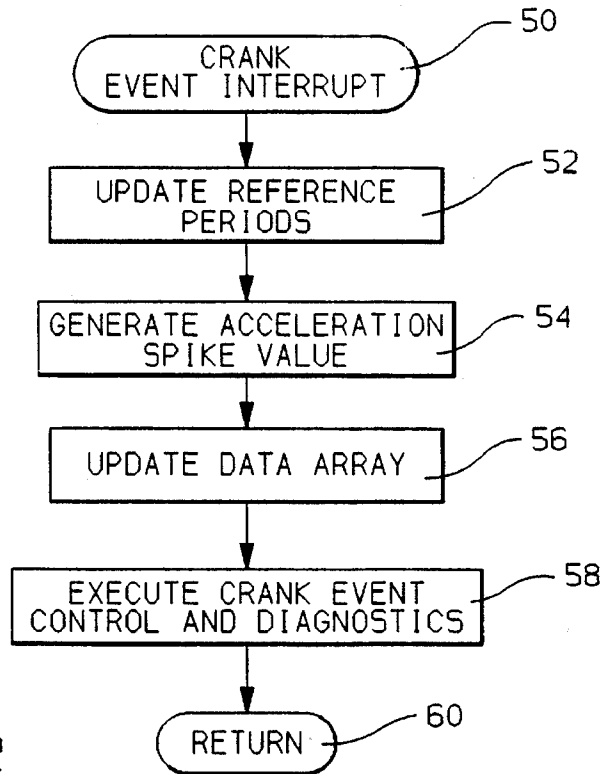 CRANK
EVENT INTERRUPT
50
UPDATE REFERENCE
PERIODS
52
GENERATE ACCELERATION
SPIKE VALUE
54
UPDATE DATA ARRAY
56
EXECUTE CRANK EVENT
CONTROL AND DIAGNOSTICS
58
RETURN
60